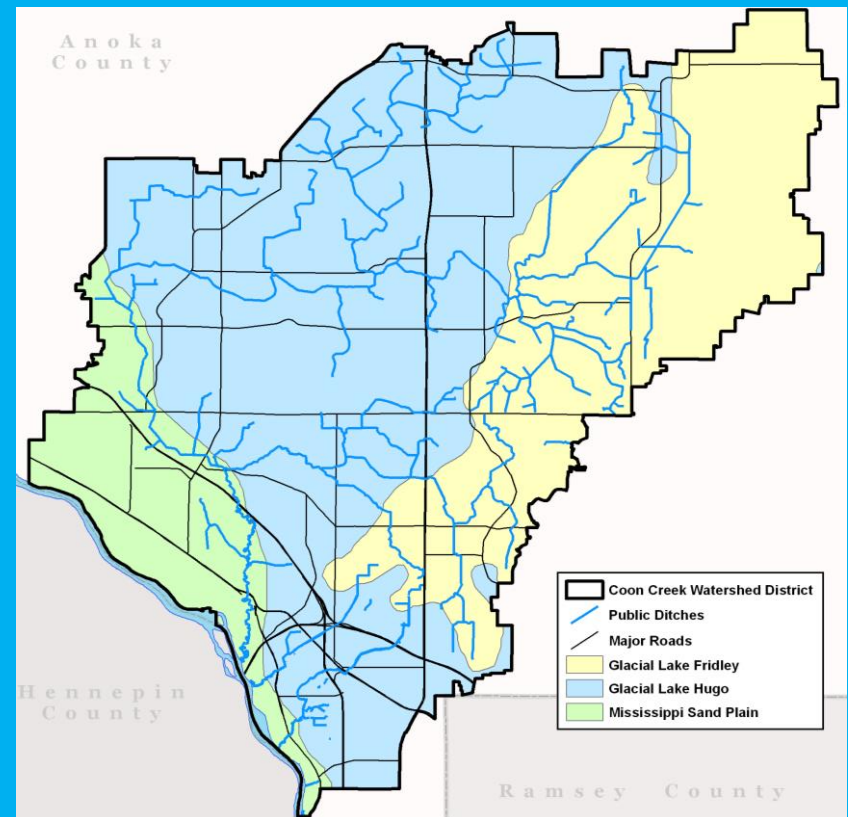 Anoka
County
Coon Creek Watershed District
Public Ditches
Major Roads
Glacial Lake Fridley
Glacial Lake Hugo
Mississippi Sand Plain
Hennepin
County
Ramsey County